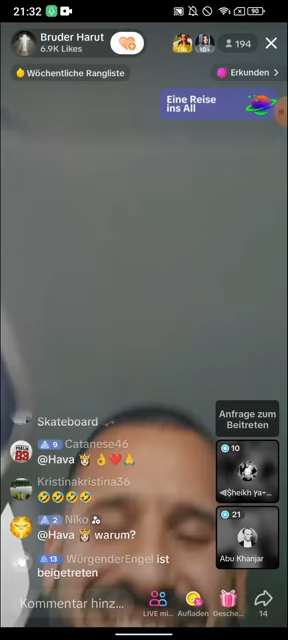 21:32
90
Bruder Harut
6.9K Likes
194
Wöchentliche Rangliste
Erkunden >
Eine Reise
ins All
Skateboard
Anfrage zum
Beitreten
9 Catanese46
@Hava 👸🏻 👌❤️🙏
10
Kristinakristina36
🤣🤣🤣🤣
2 Niko
@Hava 👸🏻 warum?
21
Abu Khanjar
13 WürgenderEngel ist
beigetreten
Kommentar hinz...
LIVE mi...
Aufladen
Gesche...
14